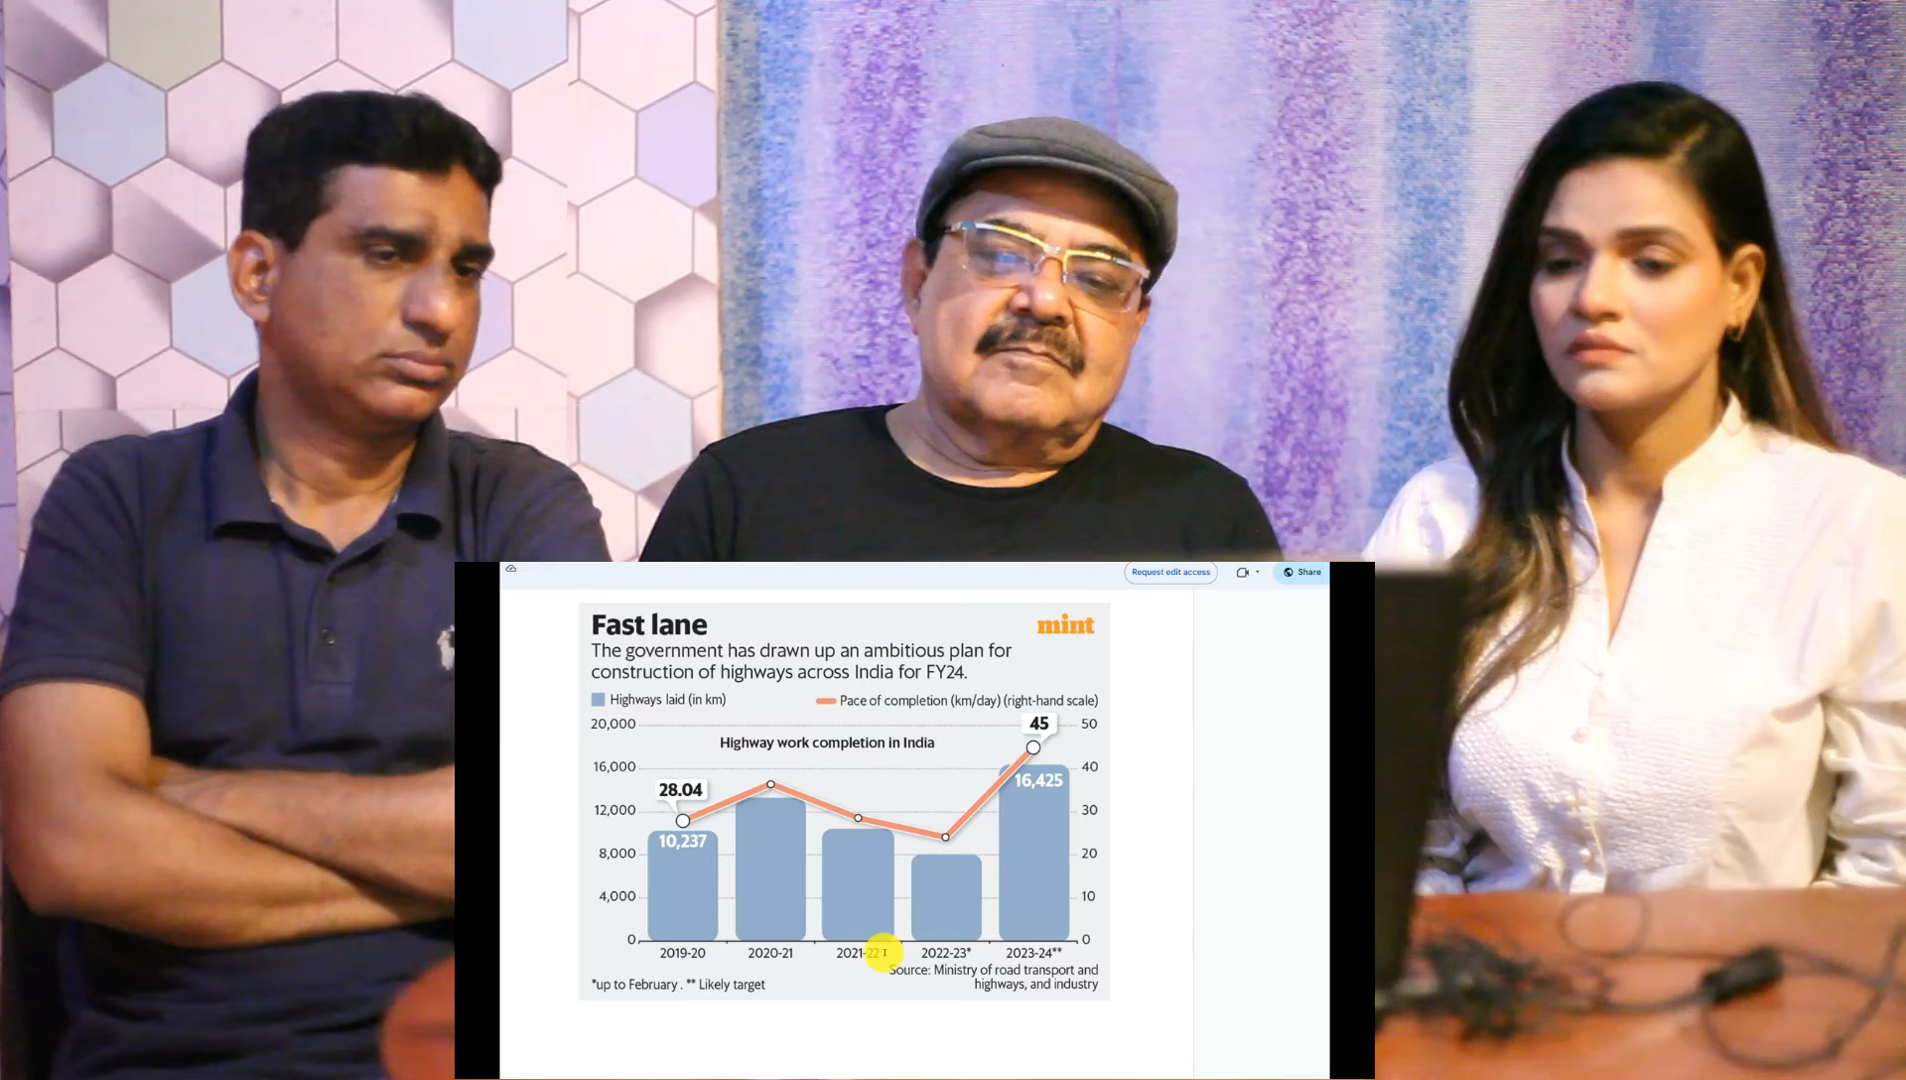 Request edit access
Share
Fast lane
mint
The government has drawn up an ambitious plan for
construction of highways across India for FY24.
Highways laid (in km)
Pace of completion (km/day) (right-hand scale)
20,000
50
45
Highway work completion in India
16,000
40
16,425
28.04
12,000
30
10,237
8,000
20
4,000
10
0
0
2019-20
2020-21
2021-22
2022-23*
2023-24**
Source: Ministry of road transport and
highways, and industry
*up to February. ** Likely target